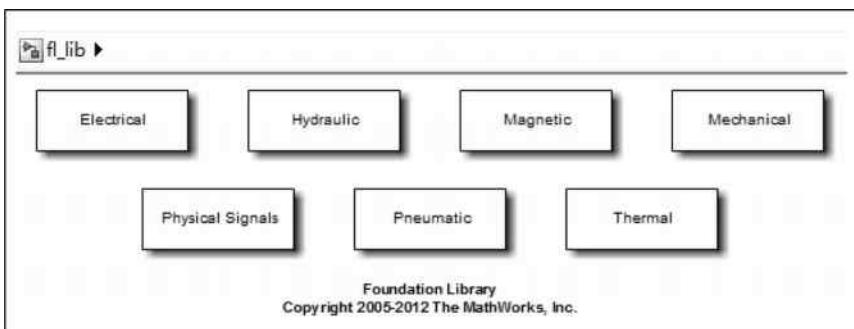 fl_lib
Electrical Hydraulic Magnetic Mechanical
Physical Signals Pneumatic Thermal
Foundation Library
Copyright 2005-2012 The MathWorks, Inc.